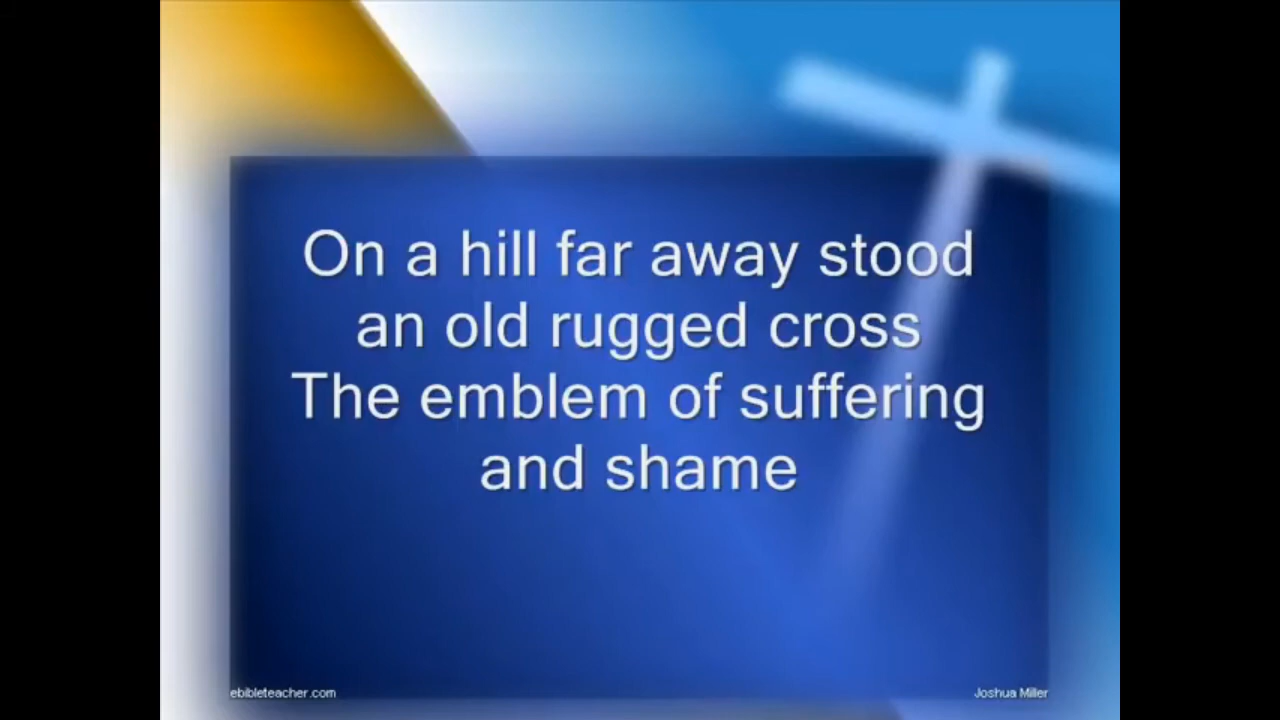 On a hill far away stood
an old rugged cross
The emblem of suffering
and shame
ebibleteacher.com
Joshua Miller